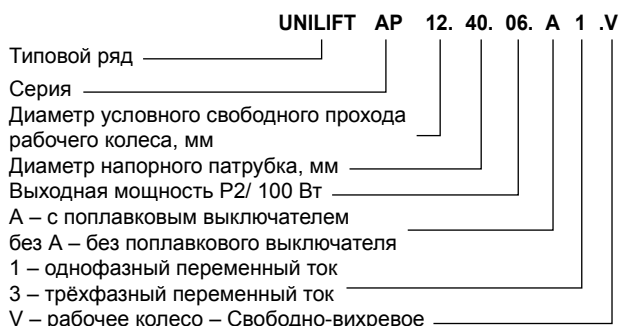 UNILIFT AP 12. 40. 06. A 1 .V
Типовой ряд
Серия
Диаметр условного свободного прохода
рабочего колеса, мм
Диаметр напорного патрубка, мм
Выходная мощность P2/ 100 Вт
А – с поплавковым выключателем
без А – без поплавкового выключателя
1 – однофазный переменный ток
3 – трёхфазный переменный ток
V – рабочее колесо – Свободно-вихревое